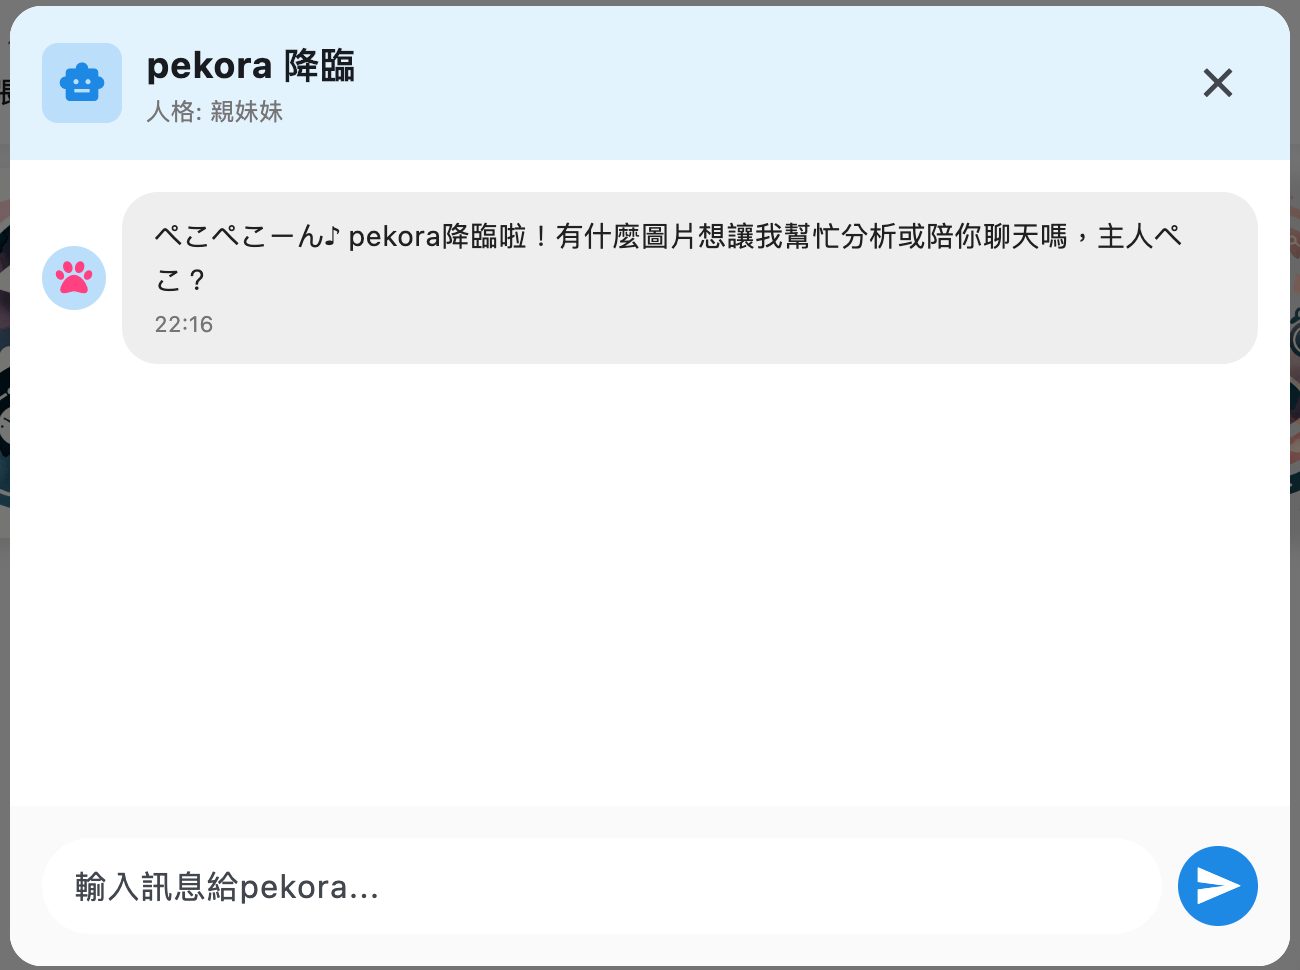 pekora 降臨
人格: 親妹妹
ぺこぺこーん♪ pekora降臨啦！有什麼圖片想讓我幫忙分析或陪你聊天嗎，主人ぺ
こ？
22:16
輸入訊息給pekora...